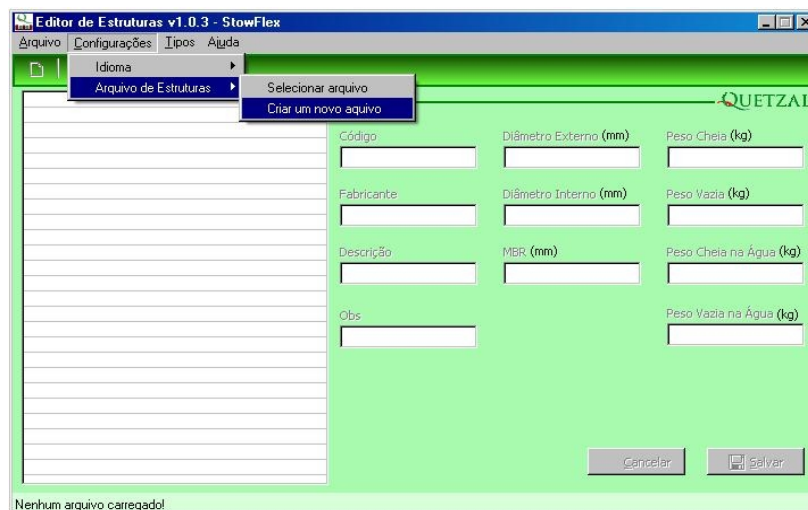 Editor de Estruturas v1.0.3 - StowFlex
Arquivo Configurações Tipos Ajuda
Idioma
Arquivo de Estruturas
Selecionar arquivo
Criar um novo aquivo
QUETZAL
Código Diâmetro Externo (mm) Peso Cheia (kg)
Fabricante Diâmetro Interno (mm) Peso Vazia (kg)
Descrição MBR (mm) Peso Cheia na Água (kg)
Obs Peso Vazia na Água (kg)
Cancelar Salvar
Nenhum arquivo carregado!